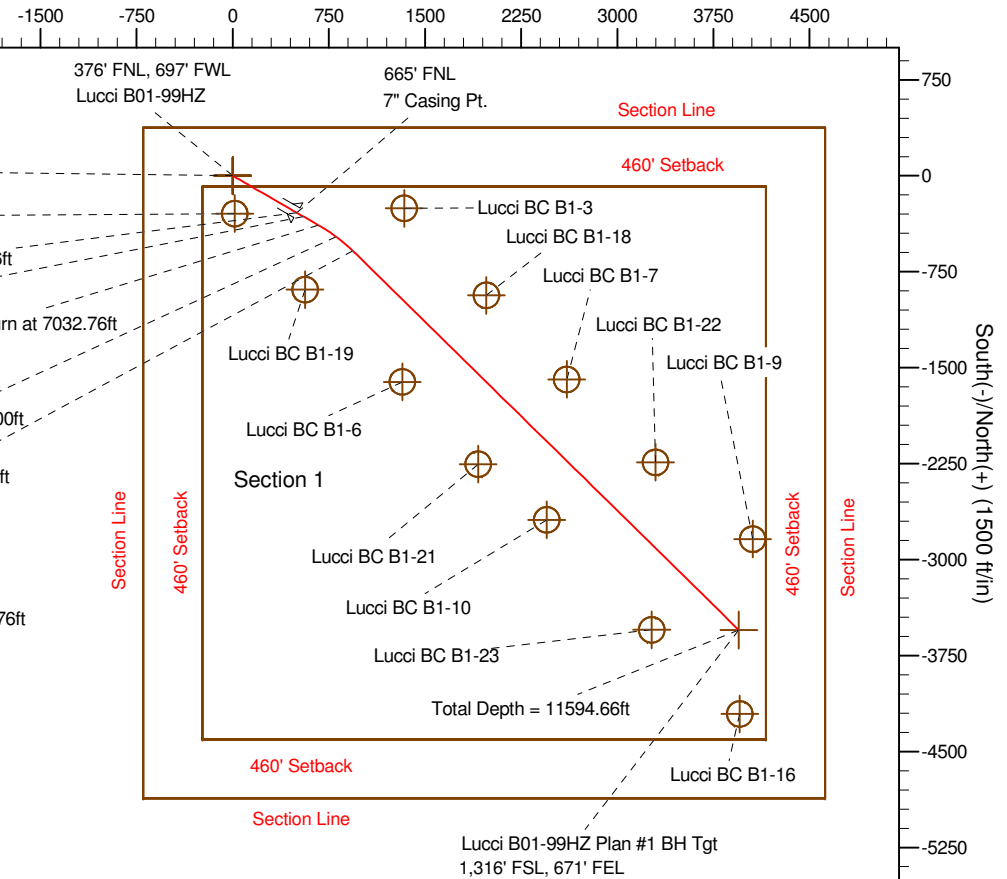 -1500 -750 0 750 1500 2250 3000 3750 4500
376' FNL, 697' FWL
Lucci B01-99HZ
665' FNL
7" Casing Pt.
750
Section Line
460' Setback
0
Lucci BC B1-3
Lucci BC B1-18
ft
Lucci BC B1-7
-750
rn at 7032.76ft
Lucci BC B1-22
Lucci BC B1-19
Lucci BC B1-9
-1500
00ft
Lucci BC B1-6
ft
Section 1
-2250
South(-)/North(+) (1500 ft/in)
Section Line
460' Setback
460' Setback
Section Line
Lucci BC B1-21
-3000
Lucci BC B1-10
76ft
Lucci BC B1-23
-3750
Total Depth = 11594.66ft
-4500
460' Setback
Lucci BC B1-16
Section Line
Lucci B01-99HZ Plan #1 BH Tgt
1,316' FSL, 671' FEL
-5250